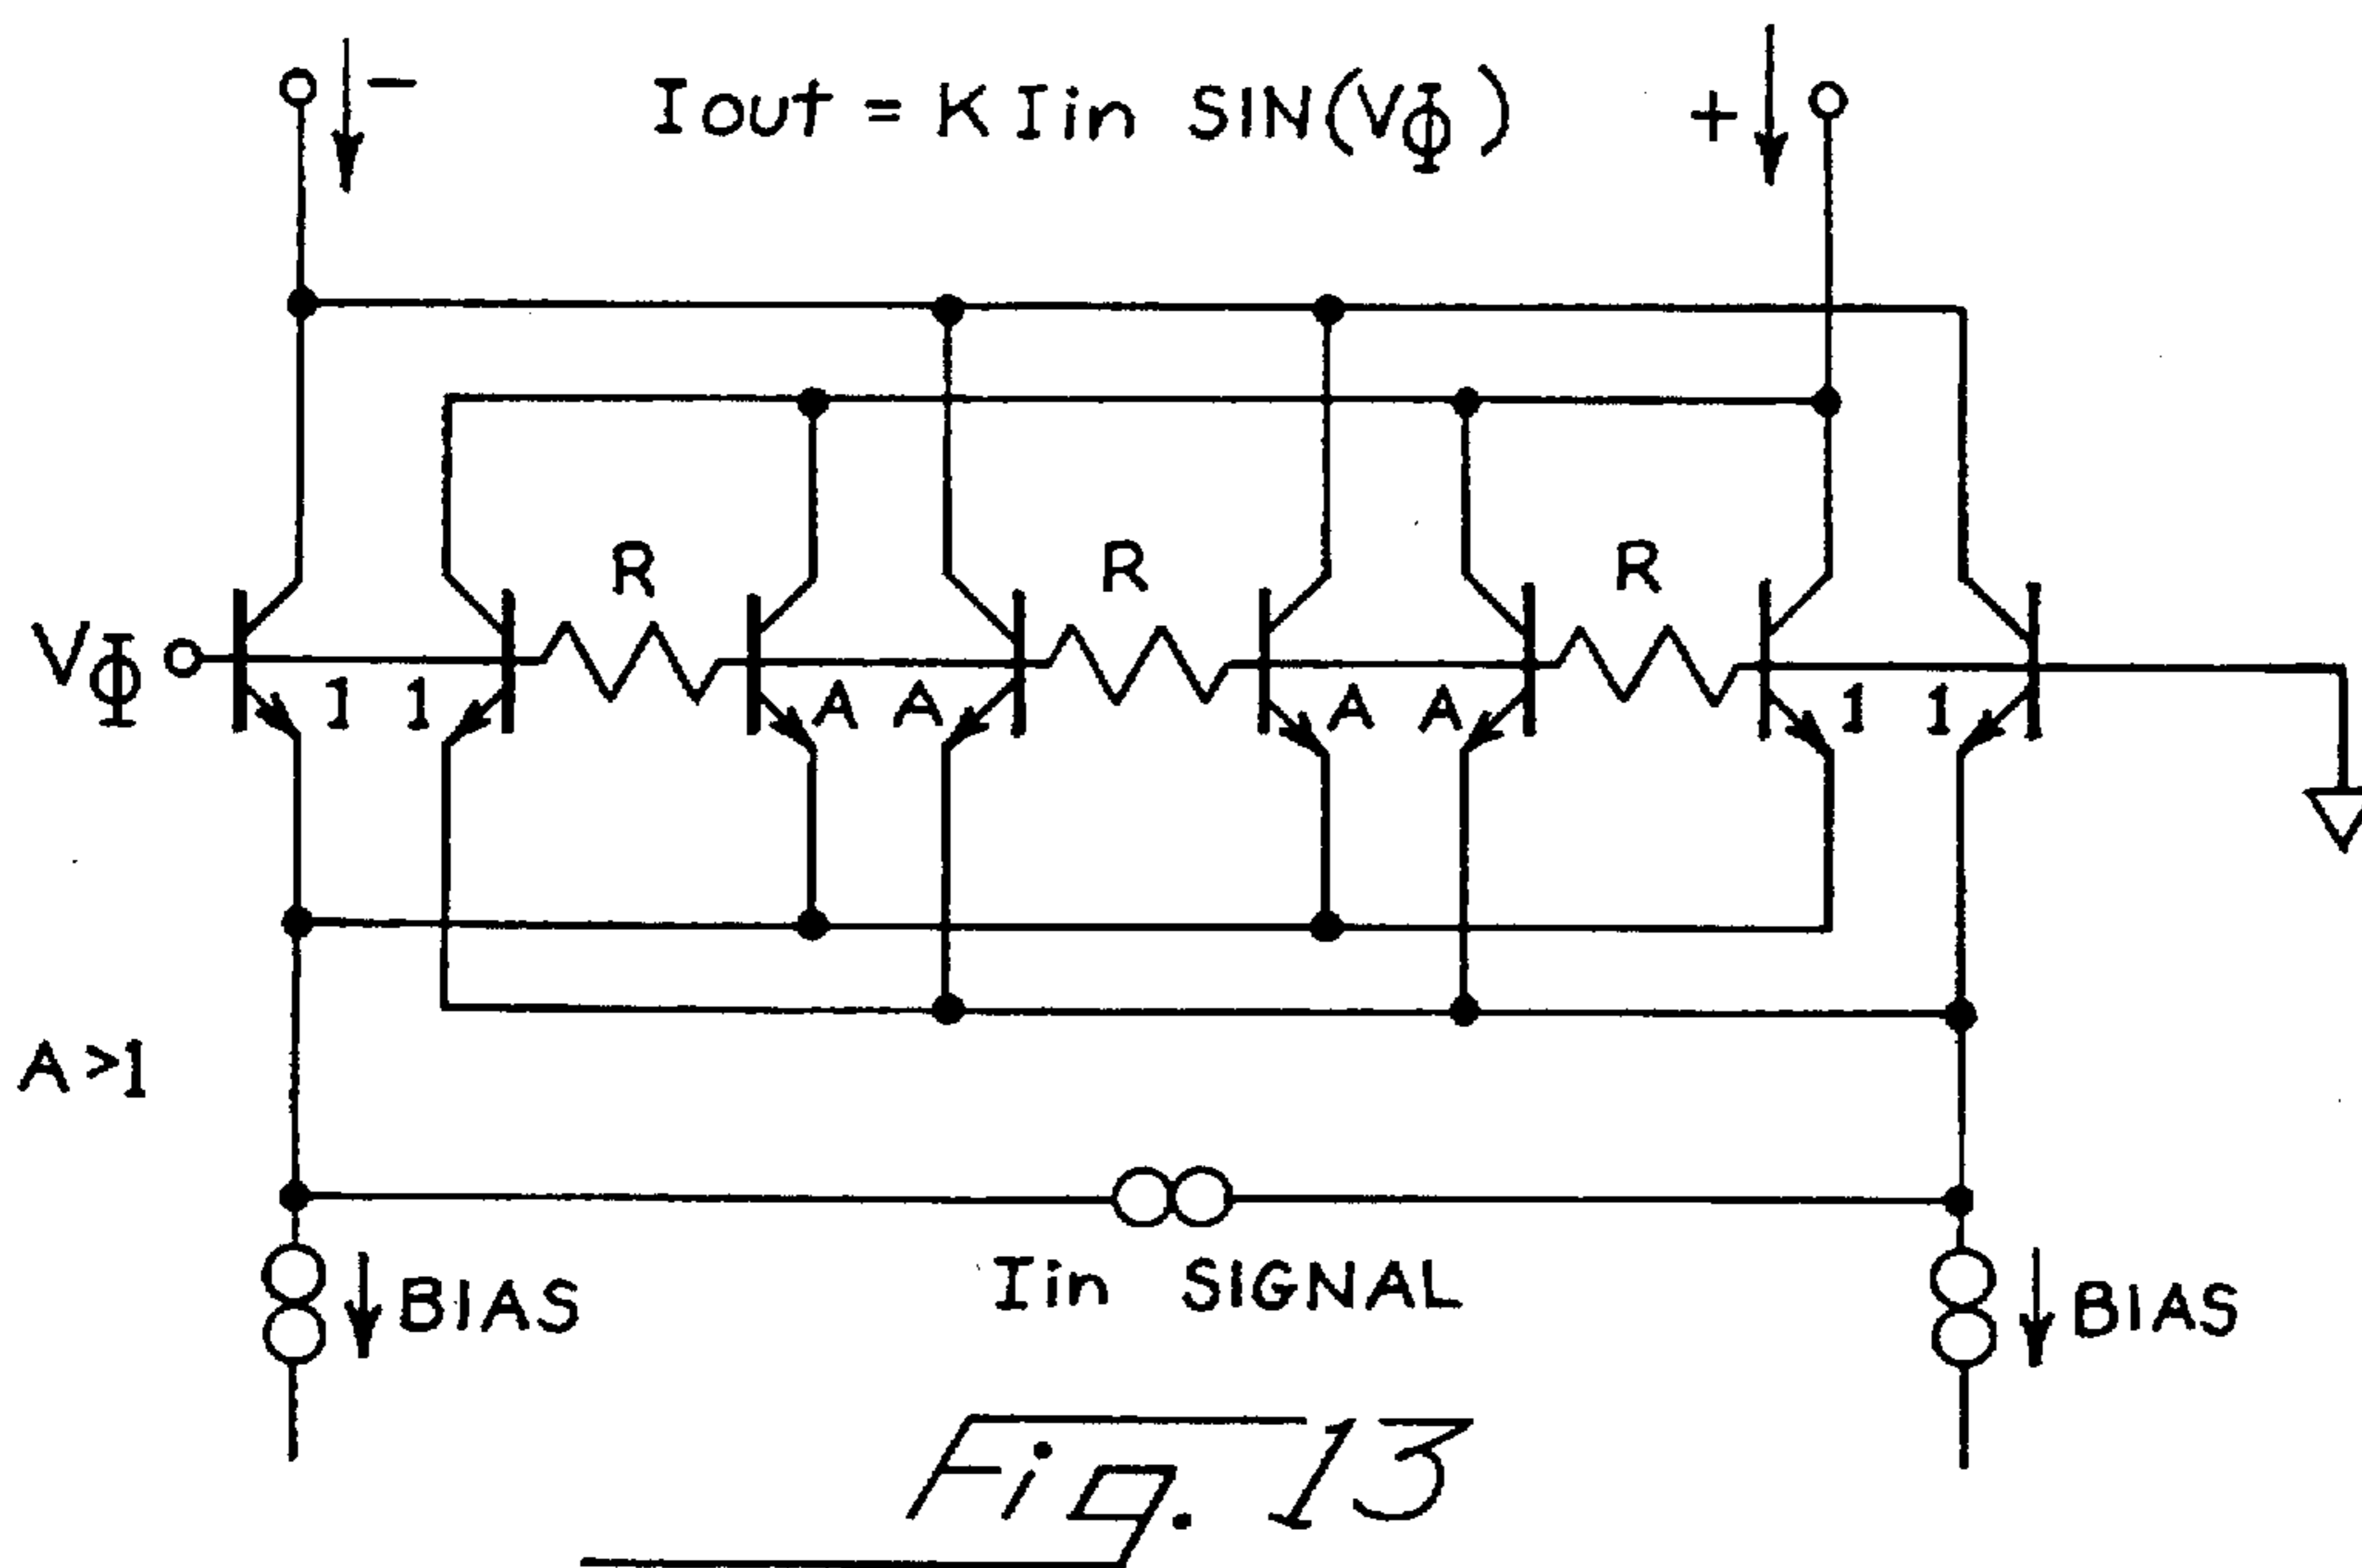 −
Iout = K Iin SIN(VΦ)
+
R
R
R
VΦ
1 1
A A
A A
1 1
A >1
Iin SIGNAL
BIAS
BIAS
Fig. 13